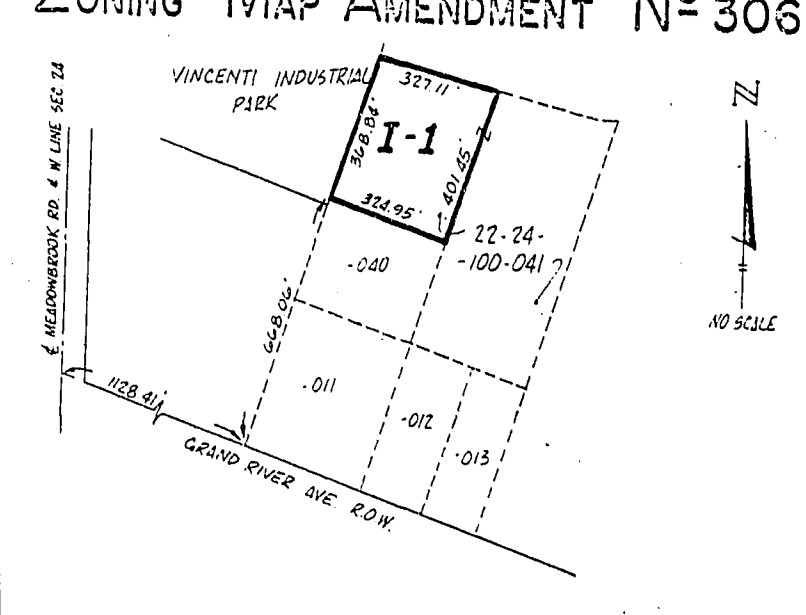 ZONING MAP AMENDMENT Nº 306
VINCENTI INDUSTRIAL
PARK
327.11'
368.84'
I-1
401.45'
324.95'
22-24-
-100-041
-040
668.06'
-011
-012
-013
1128.41'
GRAND RIVER AVE. R.O.W.
℄ MEADOWBROOK RD. & W LINE SEC 24
N
NO SCALE